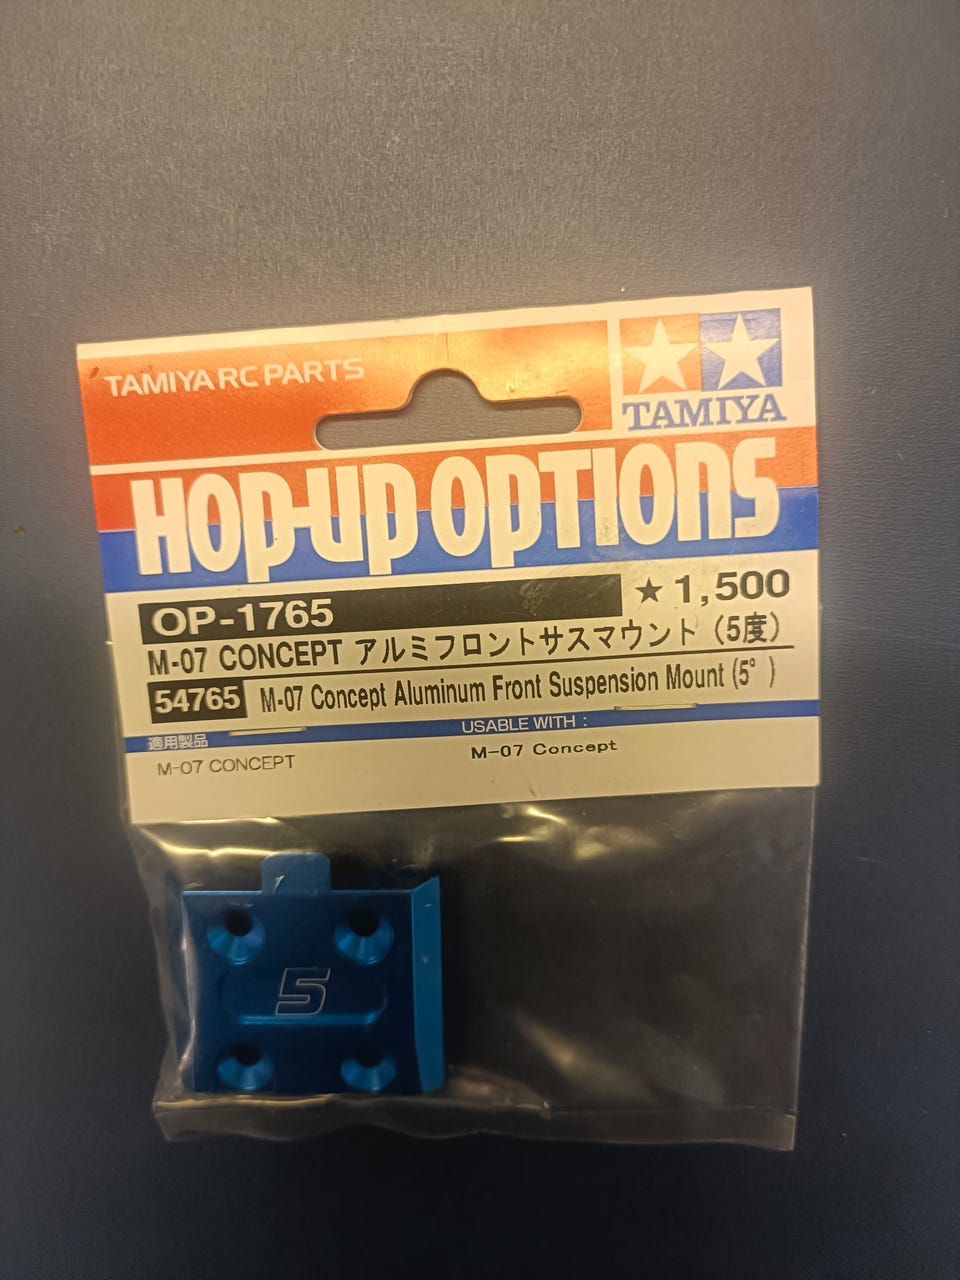 TAMIYA RC PARTS
TAMIYA
HOP-UP OPTIONS
OP-1765
★1,500
M-07 CONCEPT アルミフロントサスマウント（5度）
54765 M-07 Concept Aluminum Front Suspension Mount (5°)
適用製品
USABLE WITH :
M-07 CONCEPT
M-07 Concept
5